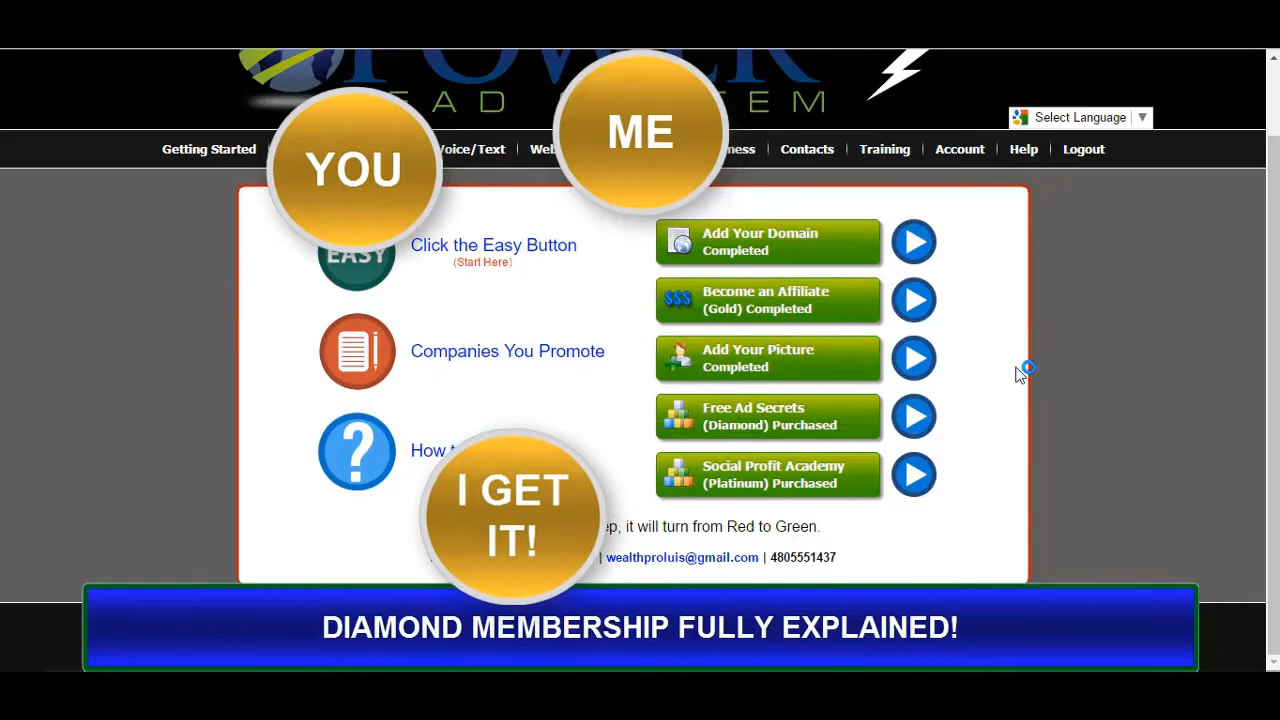 POWER
EAD S TEM
Select Language ▼
Getting Started
Voice/Text
Contacts
Training
Account
Help
Logout
YOU
ME
EASY
Click the Easy Button
(Start Here)
Companies You Promote
How
Add Your Domain
Completed
$$$
Become an Affiliate
(Gold) Completed
Add Your Picture
Completed
Free Ad Secrets
(Diamond) Purchased
Social Profit Academy
(Platinum) Purchased
?
I GET
IT!
it will turn from Red to Green.
| wealthproluis@gmail.com | 4805551437
DIAMOND MEMBERSHIP FULLY EXPLAINED!